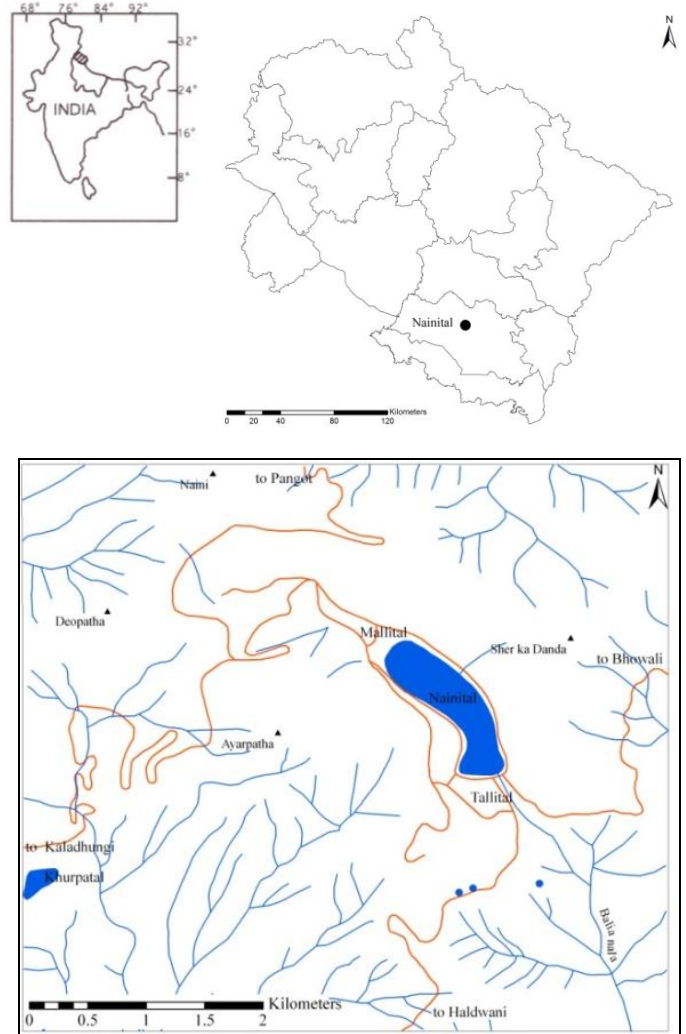 68° 76° 84° 92°
32°
24°
INDIA
16°
8°
N
Nainital
Kilometers
0 20 40 80 120
N
Naini
to Pangot
Deopatha
Mallital
Sher ka Danda
to Bhowali
Nainital
Ayarpatha
Tallital
to Kaladhungi
Khurpatal
Balia nala
Kilometers
0 0.5 1 1.5 2
to Haldwani